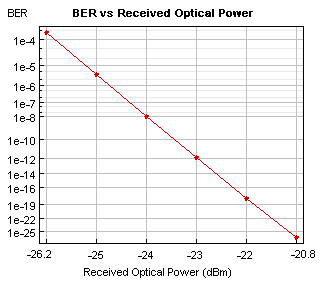 BER
BER vs Received Optical Power
1e-4
1e-5
1e-6
1e-7
1e-8
1e-10
1e-12
1e-14
1e-16
1e-19
1e-22
1e-25
-26.2 -25 -24 -23 -22 -20.8
Received Optical Power (dBm)